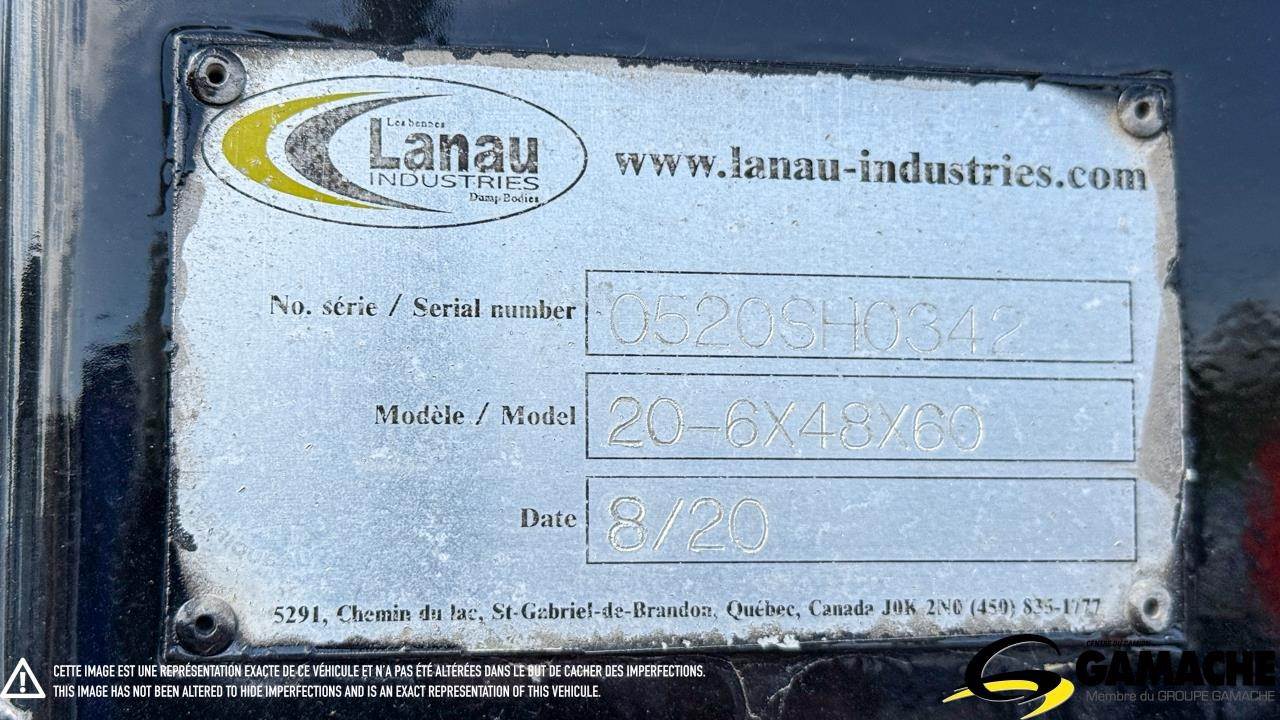 Les bennes
Lanau
INDUSTRIES
Dump Bodies
www.lanau-industries.com
No. série / Serial number 0520SH0342
Modèle / Model 20-6X48X60
Date 8/20
5291, Chemin du lac, St-Gabriel-de-Brandon, Québec, Canada J0K 2N0 (450) 835-1777
CETTE IMAGE EST UNE REPRÉSENTATION EXACTE DE CE VÉHICULE ET N'A PAS ÉTÉ ALTÉRÉES DANS LE BUT DE CACHER DES IMPERFECTIONS.
THIS IMAGE HAS NOT BEEN ALTERED TO HIDE IMPERFECTIONS AND IS AN EXACT REPRESENTATION OF THIS VEHICULE.
CENTRE DU CAMION
GAMACHE
Membre du GROUPE GAMACHE